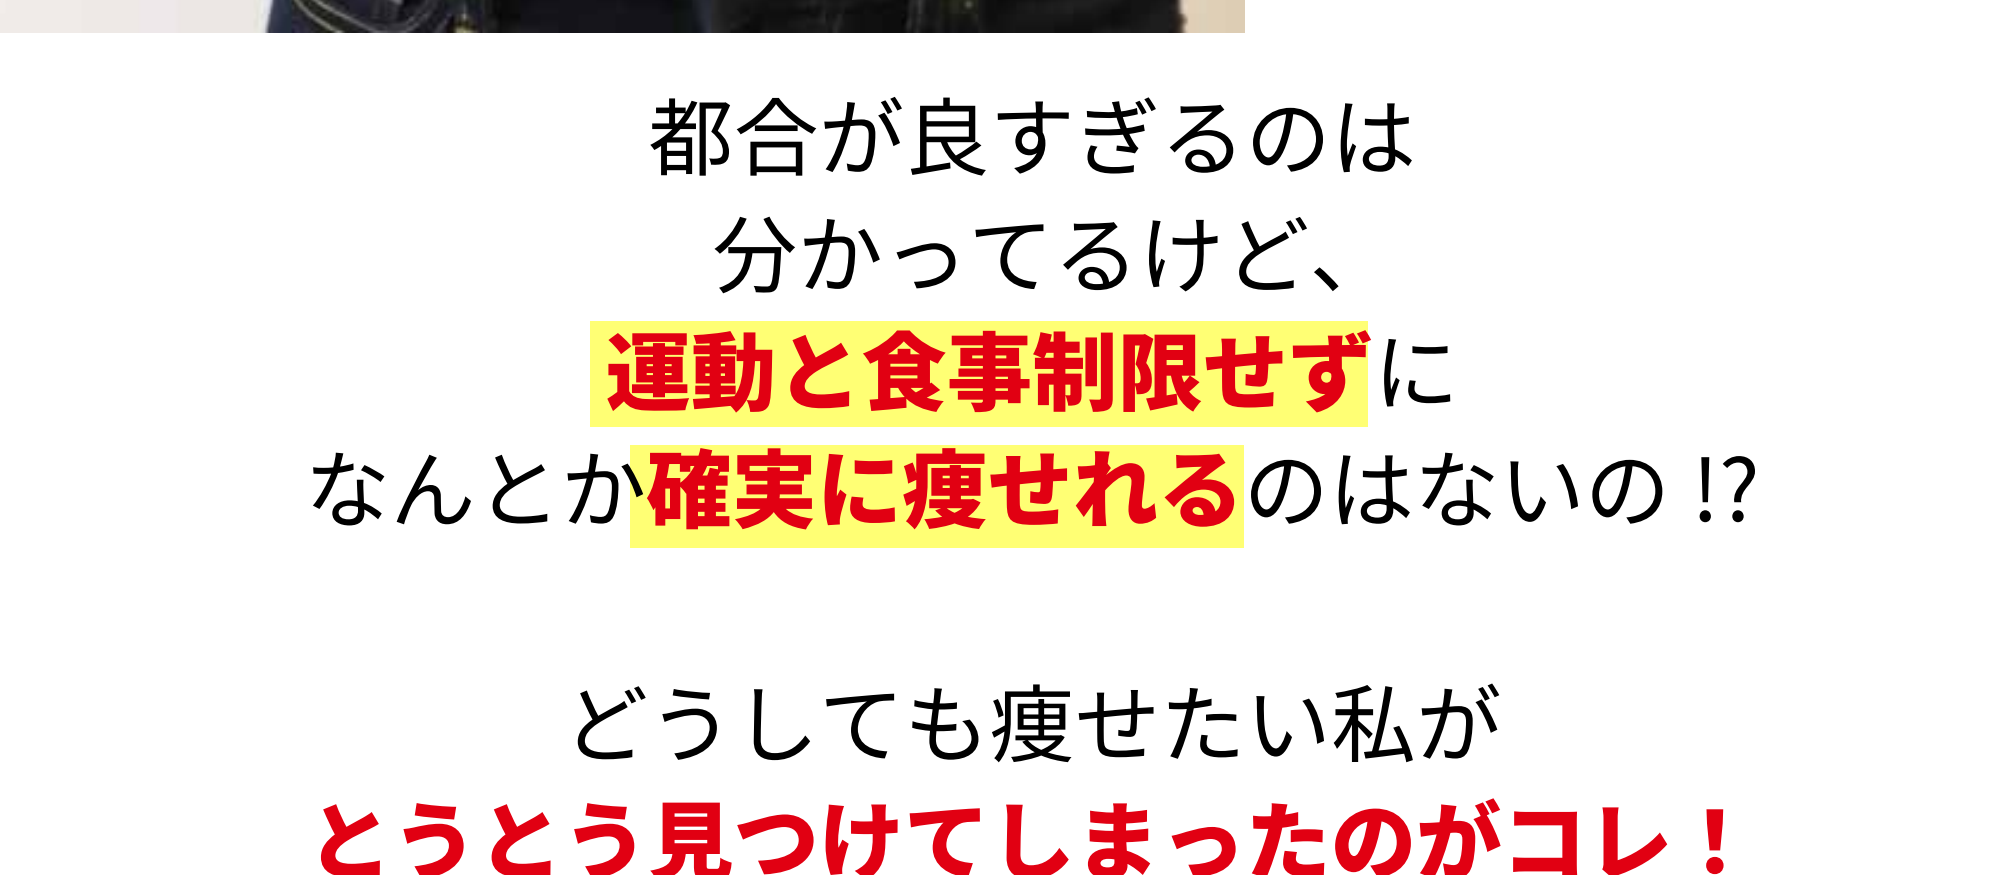 都合が良すぎるのは
分かってるけど、
運動と食事制限せずに
なんとか確実に痩せれるのはないの!?
どうしても痩せたい私が
とうとう見つけてしまったのがコレ！